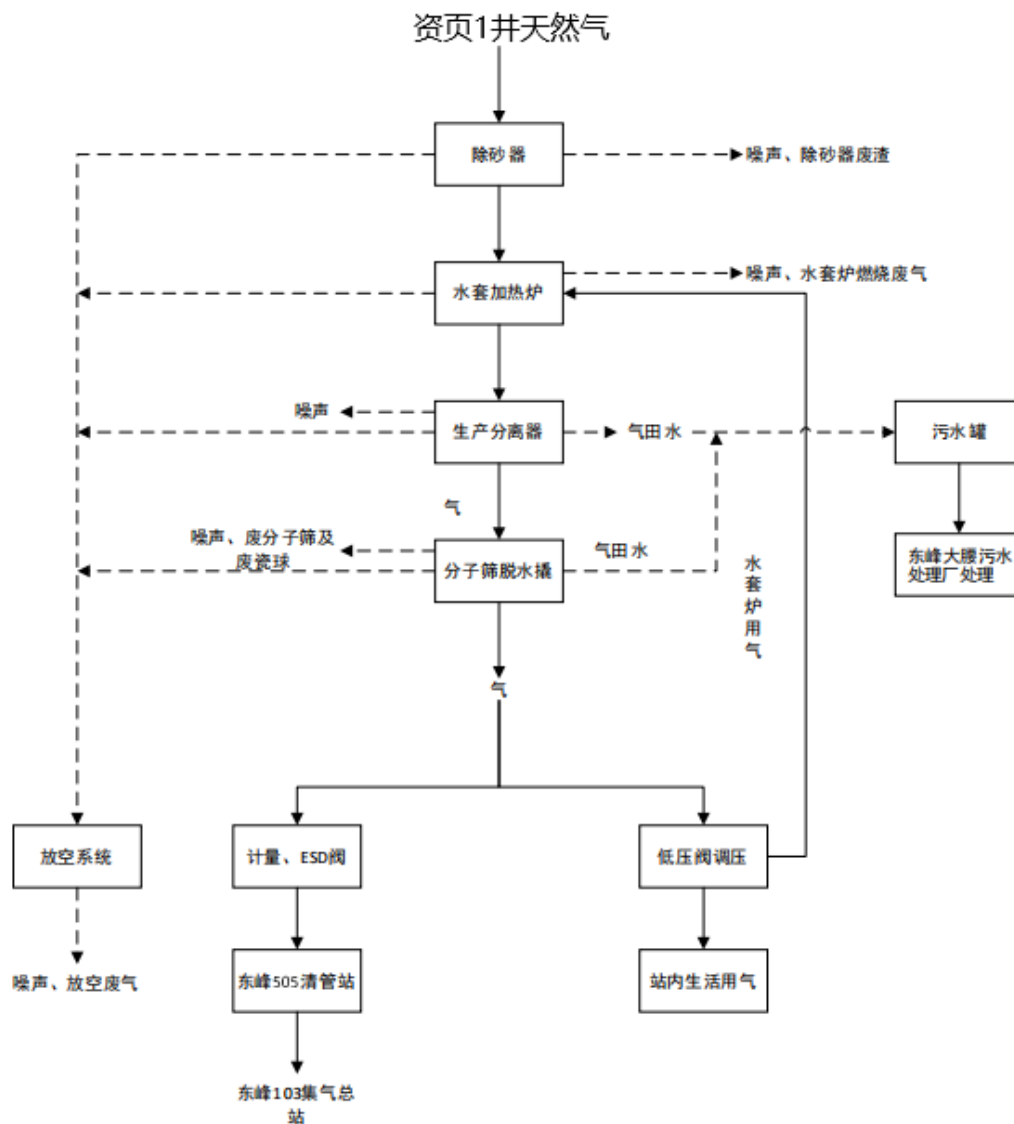 资页1井天然气
除砂器
噪声、除砂器废渣
噪声、水套炉燃烧废气
水套加热炉
噪声
生产分离器
气田水
污水罐
气
噪声、废分子筛及
废瓷球
分子筛脱水撬
气田水
水套炉用气
东峰大腰污水
处理厂处理
气
放空系统
计量、ESD阀
低压阀调压
噪声、放空废气
东峰505清管站
站内生活用气
东峰103集气总
站